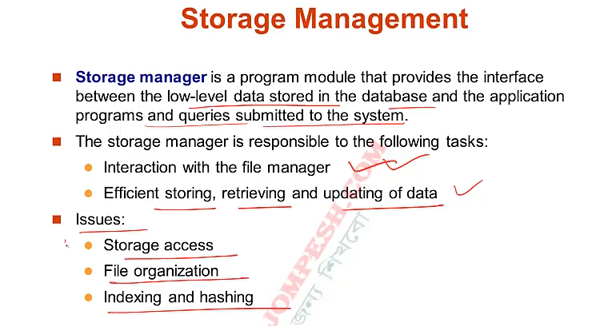 Storage Management
Storage manager is a program module that provides the interface
between the low-level data stored in the database and the application
programs and queries submitted to the system.
The storage manager is responsible to the following tasks:
Interaction with the file manager
Efficient storing, retrieving and updating of data
Issues:
Storage access
File organization
Indexing and hashing
JOMPESH.COM
জন্য শিখবো